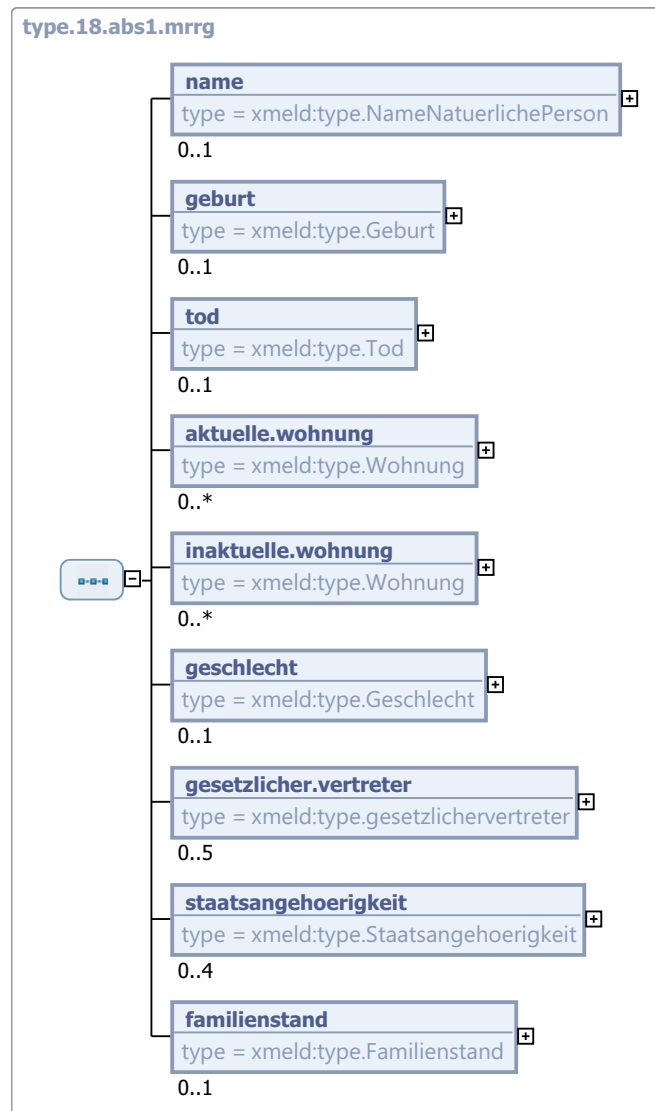 type.18.abs1.mrrg
name
type = xmeld:type.NameNatuerlichePerson
0..1
geburt
type = xmeld:type.Geburt
0..1
tod
type = xmeld:type.Tod
0..1
aktuelle.wohnung
type = xmeld:type.Wohnung
0..*
inaktuelle.wohnung
type = xmeld:type.Wohnung
0..*
geschlecht
type = xmeld:type.Geschlecht
0..1
gesetzlicher.vertreter
type = xmeld:type.gesetzlichervertreter
0..5
staatsangehoerigkeit
type = xmeld:type.Staatsangehoerigkeit
0..4
familienstand
type = xmeld:type.Familienstand
0..1